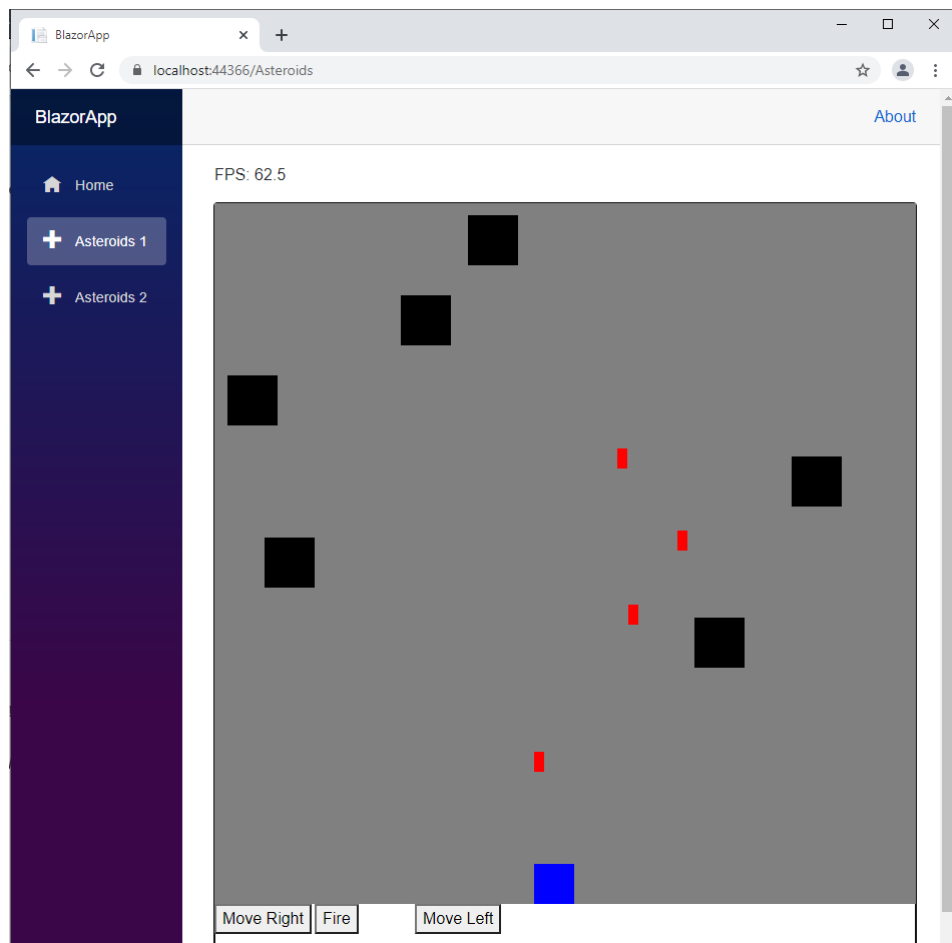 BlazorApp
localhost:44366/Asteroids
BlazorApp
About
Home
Asteroids 1
Asteroids 2
FPS: 62.5
Move Right Fire Move Left